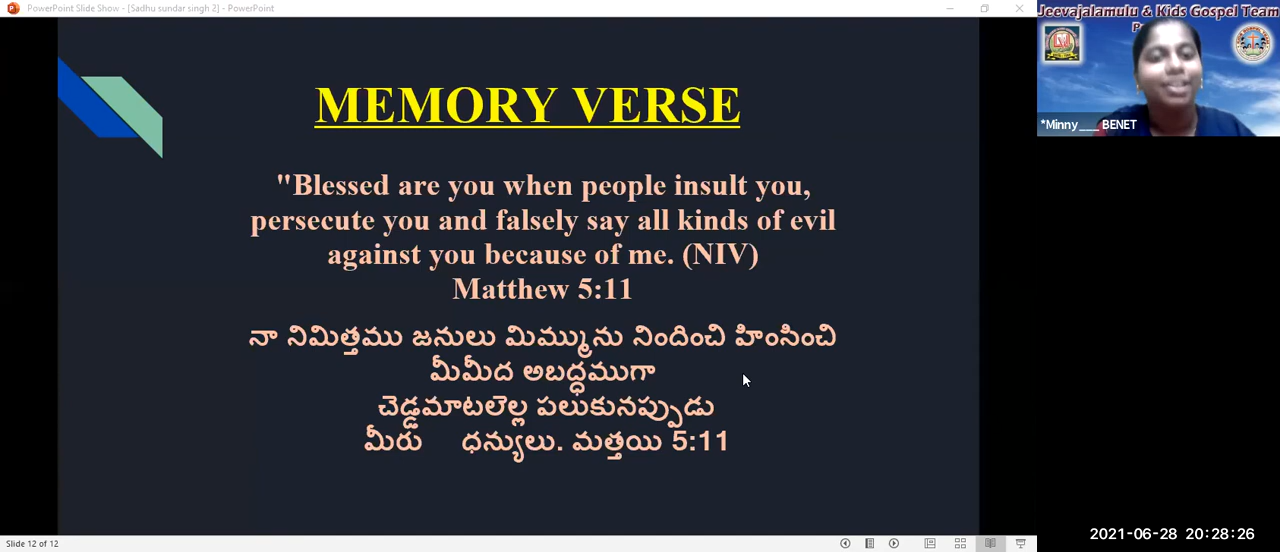 PowerPoint Slide Show - [Sadhu sundar singh 2] - PowerPoint
Jeevajalamulu & Kids Gospel Team
*Minny___ BENET
MEMORY VERSE
"Blessed are you when people insult you,
persecute you and falsely say all kinds of evil
against you because of me. (NIV)
Matthew 5:11
నా నిమిత్తము జనులు మిమ్మును నిందించి హింసించి
మీమీద అబద్ధముగా
చెడ్డమాటలెల్ల పలుకునప్పుడు
మీరు ధన్యులు. మత్తయి 5:11
2021-06-28 20:28:26
Slide 12 of 12